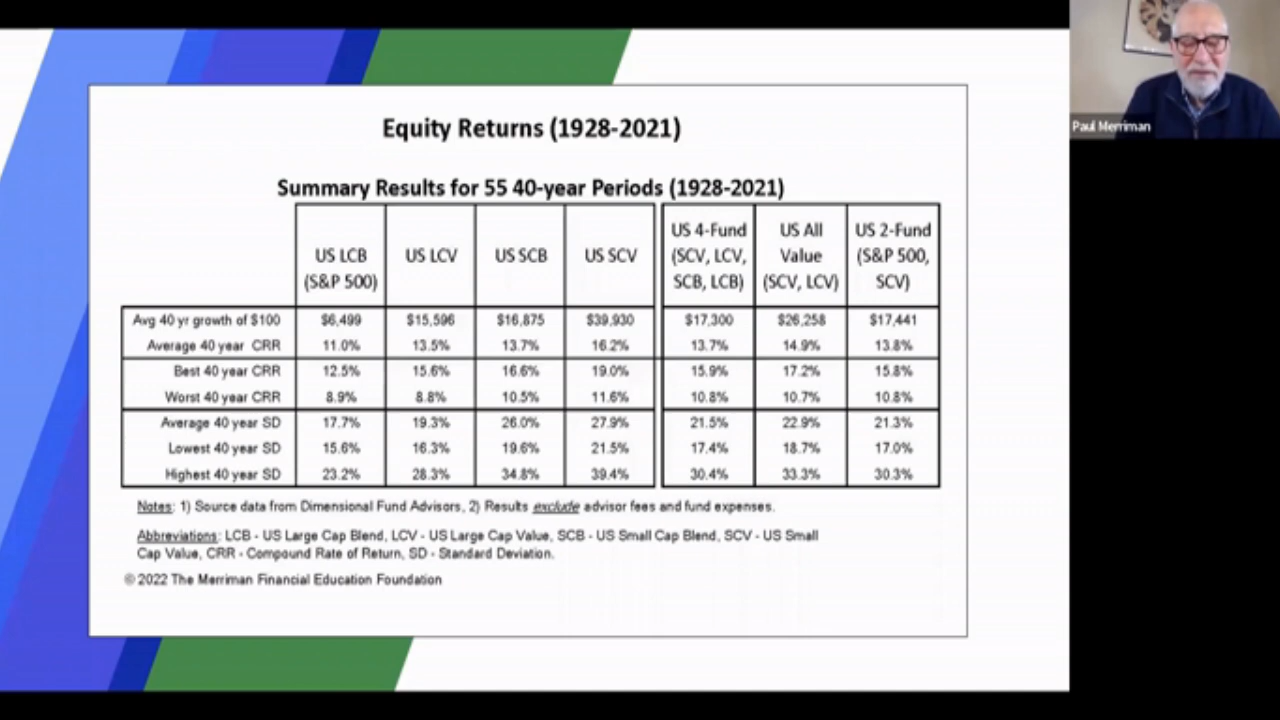 Equity Returns (1928-2021)
Summary Results for 55 40-year Periods (1928-2021)
US LCB (S&P 500) US LCV US SCB US SCV US 4-Fund (SCV, LCV, SCB, LCB) US All Value (SCV, LCV) US 2-Fund (S&P 500, SCV)
Avg 40 yr growth of $100 $6,499 $15,596 $16,875 $39,930 $17,300 $26,258 $17,441
Average 40 year CRR 11.0% 13.5% 13.7% 16.2% 13.7% 14.9% 13.8%
Best 40 year CRR 12.5% 15.6% 16.6% 19.0% 15.9% 17.2% 15.8%
Worst 40 year CRR 8.9% 8.8% 10.5% 11.6% 10.8% 10.7% 10.8%
Average 40 year SD 17.7% 19.3% 26.0% 27.9% 21.5% 22.9% 21.3%
Lowest 40 year SD 15.6% 16.3% 19.6% 21.5% 17.4% 18.7% 17.0%
Highest 40 year SD 23.2% 28.3% 34.8% 39.4% 30.4% 33.3% 30.3%
Notes: 1) Source data from Dimensional Fund Advisors, 2) Results exclude advisor fees and fund expenses.
Abbreviations: LCB - US Large Cap Blend, LCV - US Large Cap Value, SCB - US Small Cap Blend, SCV - US Small
Cap Value, CRR - Compound Rate of Return, SD - Standard Deviation.
© 2022 The Merriman Financial Education Foundation
Paul Merriman